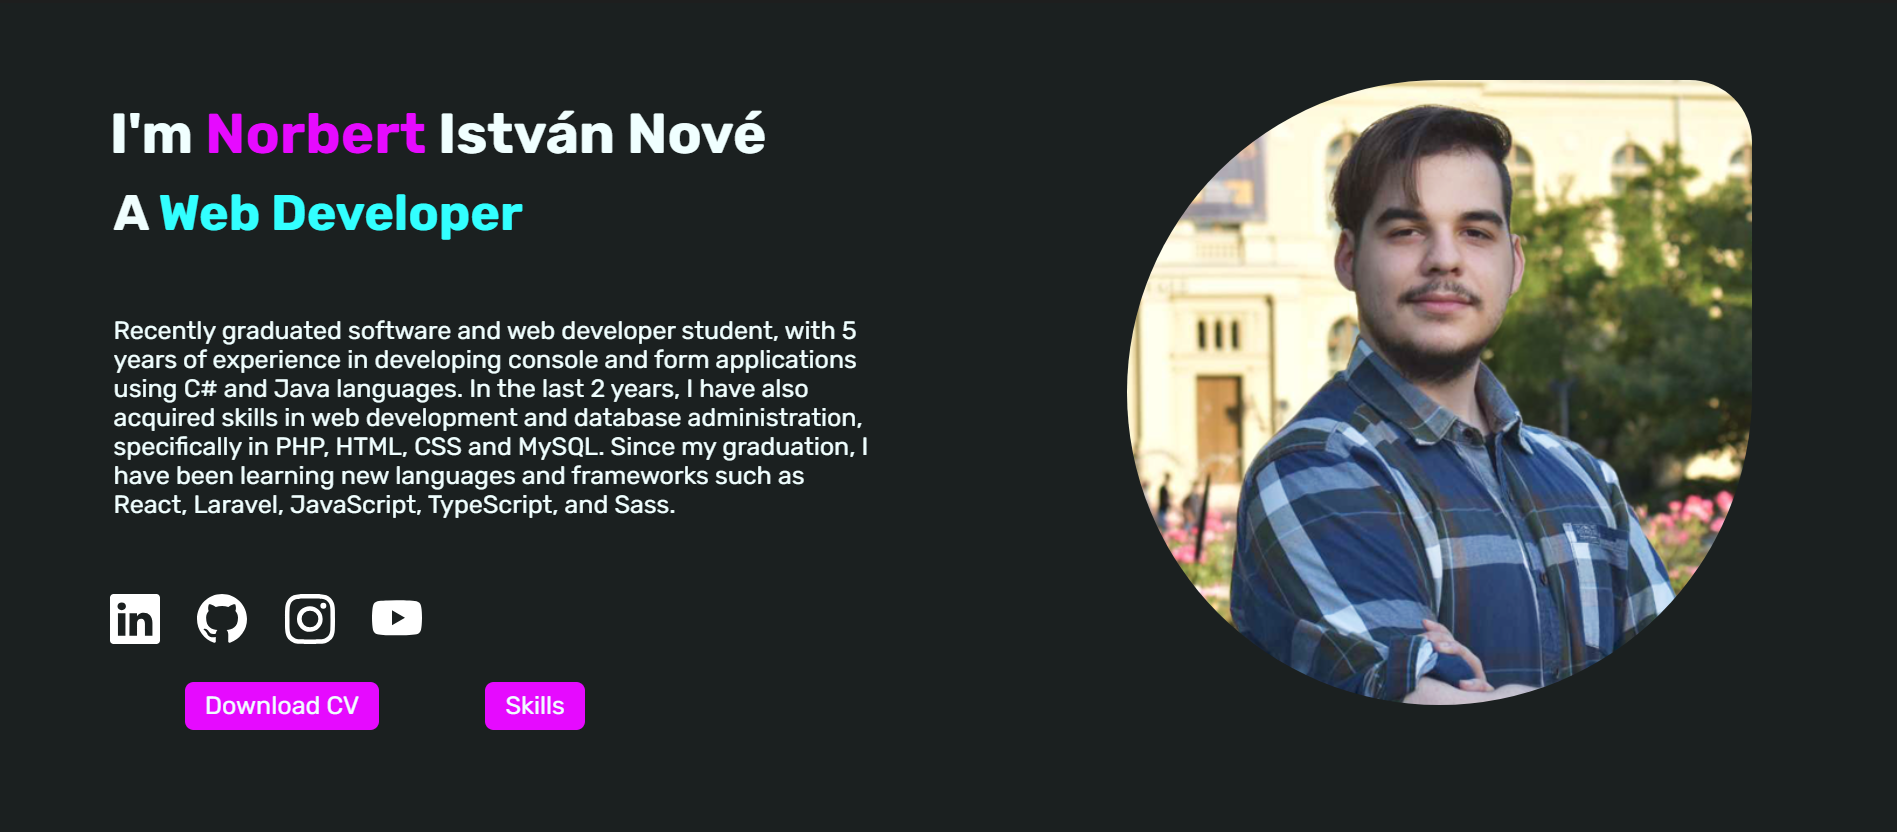 I'm Norbert István Nové
A Web Developer
Recently graduated software and web developer student, with 5
years of experience in developing console and form applications
using C# and Java languages. In the last 2 years, I have also
acquired skills in web development and database administration,
specifically in PHP, HTML, CSS and MySQL. Since my graduation, I
have been learning new languages and frameworks such as
React, Laravel, JavaScript, TypeScript, and Sass.
in
Download CV
Skills